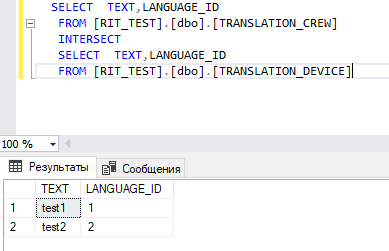 SELECT TEXT,LANGUAGE_ID
FROM [RIT_TEST].[dbo].[TRANSLATION_CREW]
INTERSECT
SELECT TEXT,LANGUAGE_ID
FROM [RIT_TEST].[dbo].[TRANSLATION_DEVICE]
100 %
Результаты Сообщения
TEXT LANGUAGE_ID
1 test1 1
2 test2 2